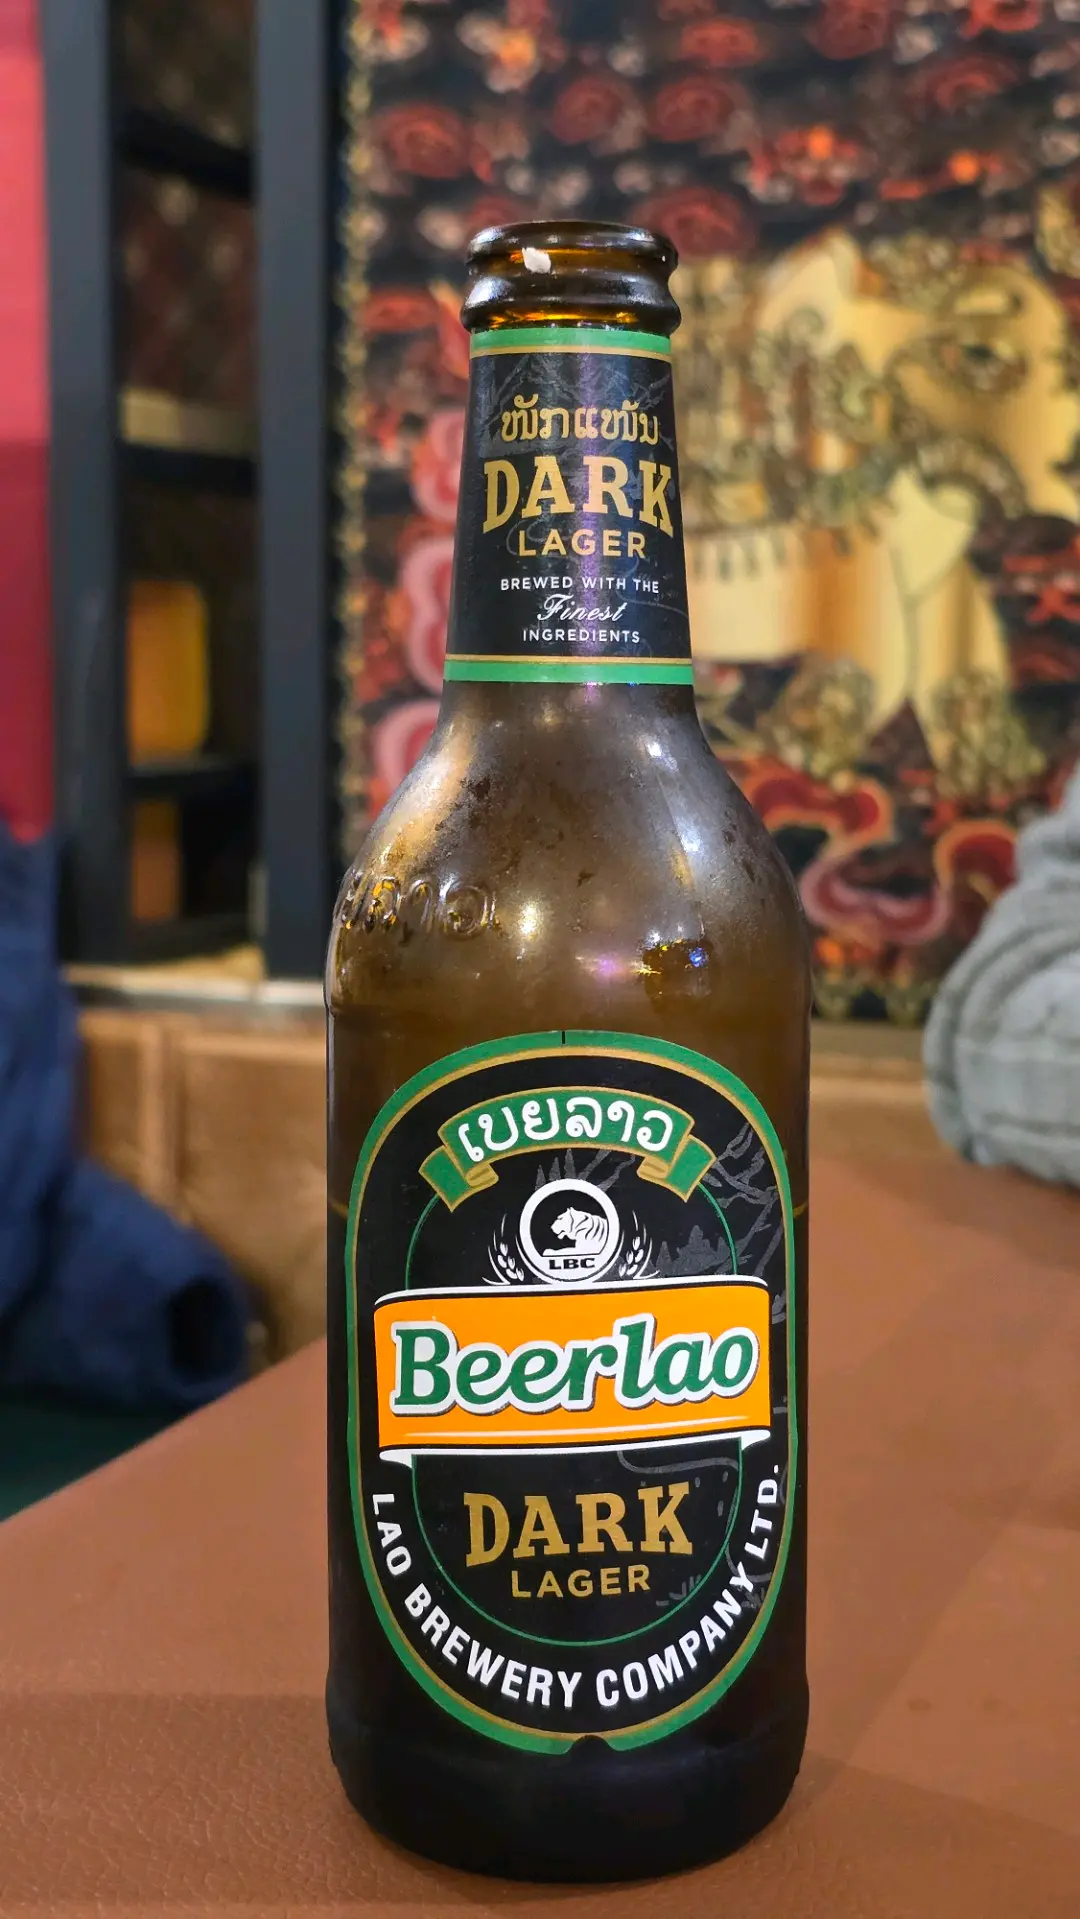 ໜັກແໜ້ນ
DARK
LAGER
BREWED WITH THE
Finest
INGREDIENTS
ເບຍລາວ
LBC
Beerlao
DARK
LAGER
LAO BREWERY COMPANY LTD.